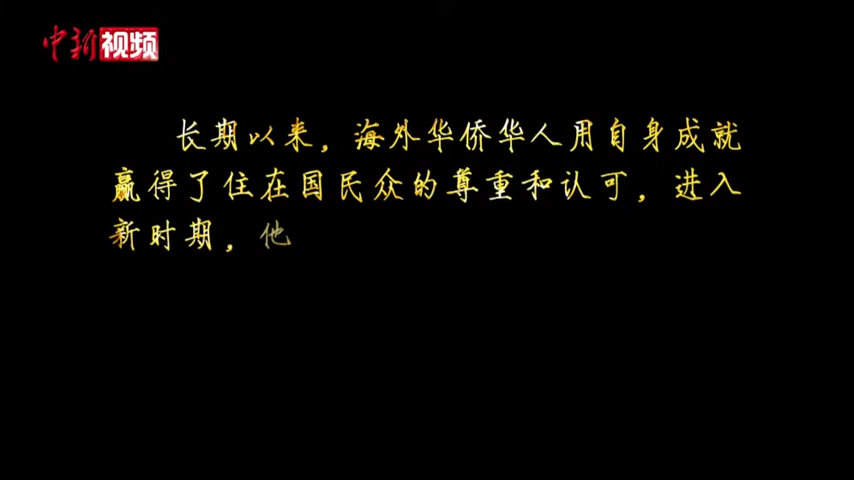 中新视频
长期以来，海外华侨华人用自身成就
赢得了住在国民众的尊重和认可，进入
新时期，他